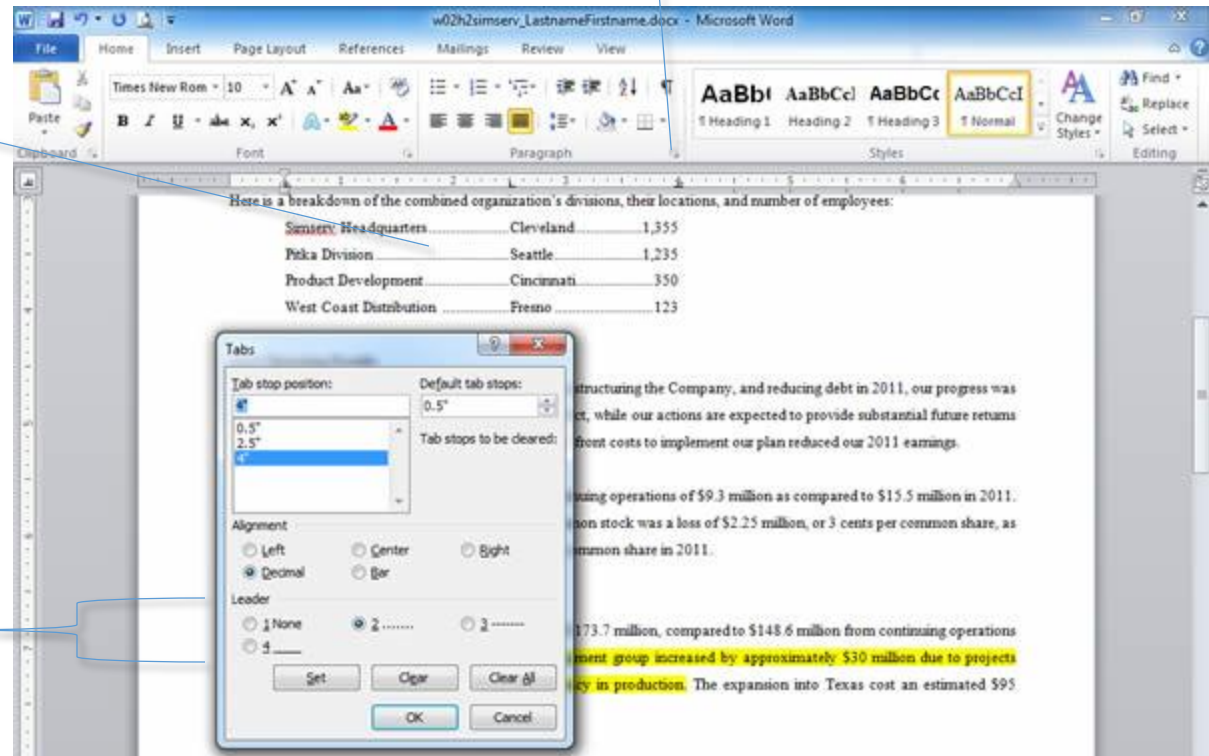 w02h2simserv_LastnameFirstname.docx - Microsoft Word
File Home Insert Page Layout References Mailings Review View
Times New Rom 10 A A Aa Find
Paste B I U abc x, x' A AaBbI AaBbCcl AaBbCc AaBbCcI Replace
¶ Heading 1 Heading 2 ¶ Heading 3 ¶ Normal Change Styles Select
Clipboard Font Paragraph Styles Editing
Here is a breakdown of the combined organization's divisions, their locations, and number of employees:
Simserv Headquarters Cleveland 1,355
Pitka Division Seattle 1,235
Product Development Cincinnati 350
West Coast Distribution Fresno 123
Tabs
Tab stop position: Default tab stops:
4" 0.5"
0.5" Tab stops to be cleared:
2.5"
4"
Alignment
Left Center Right
Decimal Bar
Leader
1 None 2 ....... 3 -------
4 ___
Set Clear Clear All
OK Cancel
structuring the Company, and reducing debt in 2011, our progress was
ct, while our actions are expected to provide substantial future returns
front costs to implement our plan reduced our 2011 earnings.
uing operations of $9.3 million as compared to $15.5 million in 2011.
mon stock was a loss of $2.25 million, or 3 cents per common share, as
ommon share in 2011.
173.7 million, compared to $148.6 million from continuing operations
ment group increased by approximately $30 million due to projects
cy in production. The expansion into Texas cost an estimated $95